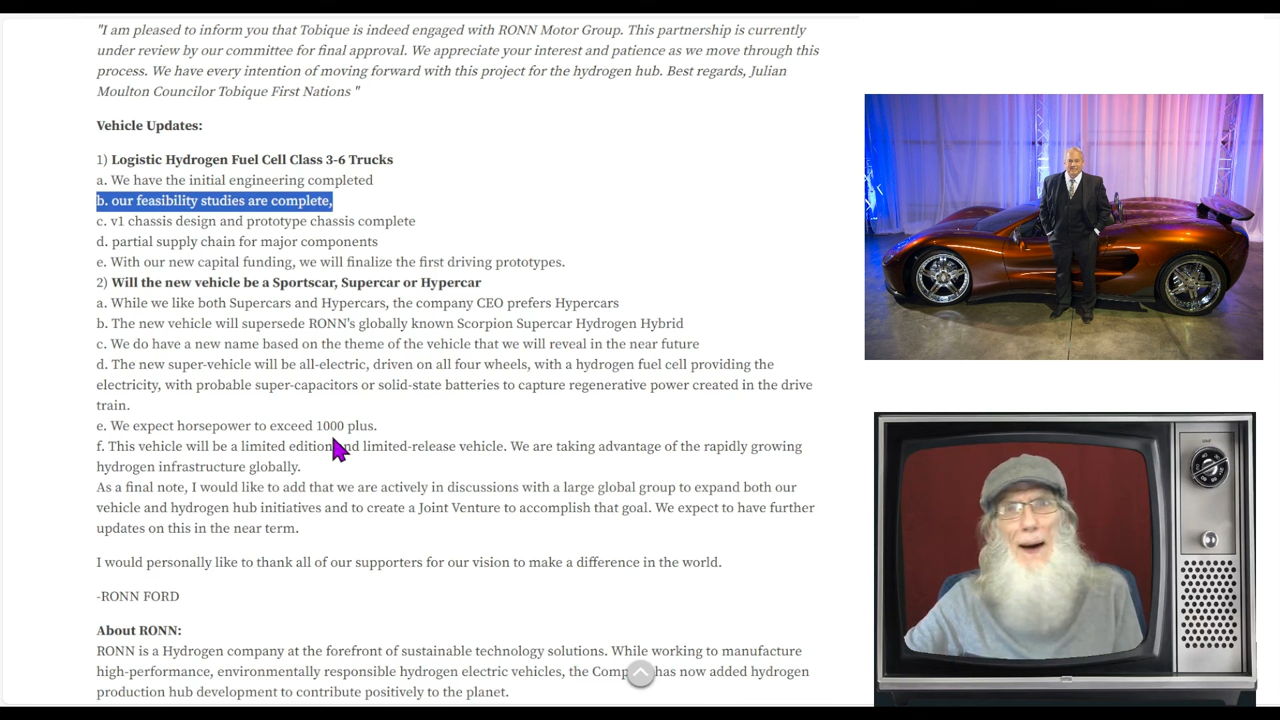 "I am pleased to inform you that Tobique is indeed engaged with RONN Motor Group. This partnership is currently
under review by our committee for final approval. We appreciate your interest and patience as we move through this
process. We have every intention of moving forward with this project for the hydrogen hub. Best regards, Julian
Moulton Councilor Tobique First Nations "
Vehicle Updates:
1) Logistic Hydrogen Fuel Cell Class 3-6 Trucks
a. We have the initial engineering completed
b. our feasibility studies are complete,
c. v1 chassis design and prototype chassis complete
d. partial supply chain for major components
e. With our new capital funding, we will finalize the first driving prototypes.
2) Will the new vehicle be a Sportscar, Supercar or Hypercar
a. While we like both Supercars and Hypercars, the company CEO prefers Hypercars
b. The new vehicle will supersede RONN's globally known Scorpion Supercar Hydrogen Hybrid
c. We do have a new name based on the theme of the vehicle that we will reveal in the near future
d. The new super-vehicle will be all-electric, driven on all four wheels, with a hydrogen fuel cell providing the
electricity, with probable super-capacitors or solid-state batteries to capture regenerative power created in the drive
train.
e. We expect horsepower to exceed 1000 plus.
f. This vehicle will be a limited edition and limited-release vehicle. We are taking advantage of the rapidly growing
hydrogen infrastructure globally.
As a final note, I would like to add that we are actively in discussions with a large global group to expand both our
vehicle and hydrogen hub initiatives and to create a Joint Venture to accomplish that goal. We expect to have further
updates on this in the near term.
I would personally like to thank all of our supporters for our vision to make a difference in the world.
-RONN FORD
About RONN:
RONN is a Hydrogen company at the forefront of sustainable technology solutions. While working to manufacture
high-performance, environmentally responsible hydrogen electric vehicles, the Company has now added hydrogen
production hub development to contribute positively to the planet.